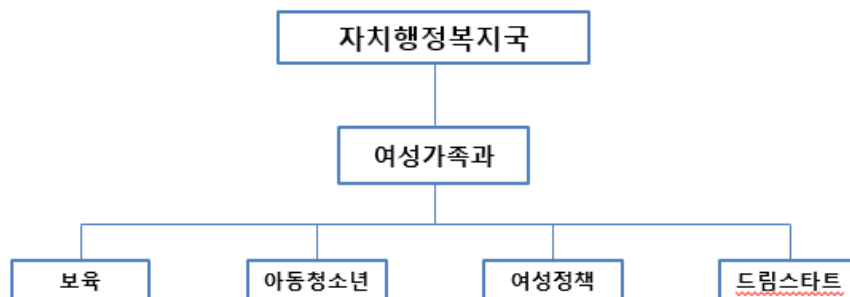 자치행정복지국
여성가족과
보육
아동청소년
여성정책
드림스타트